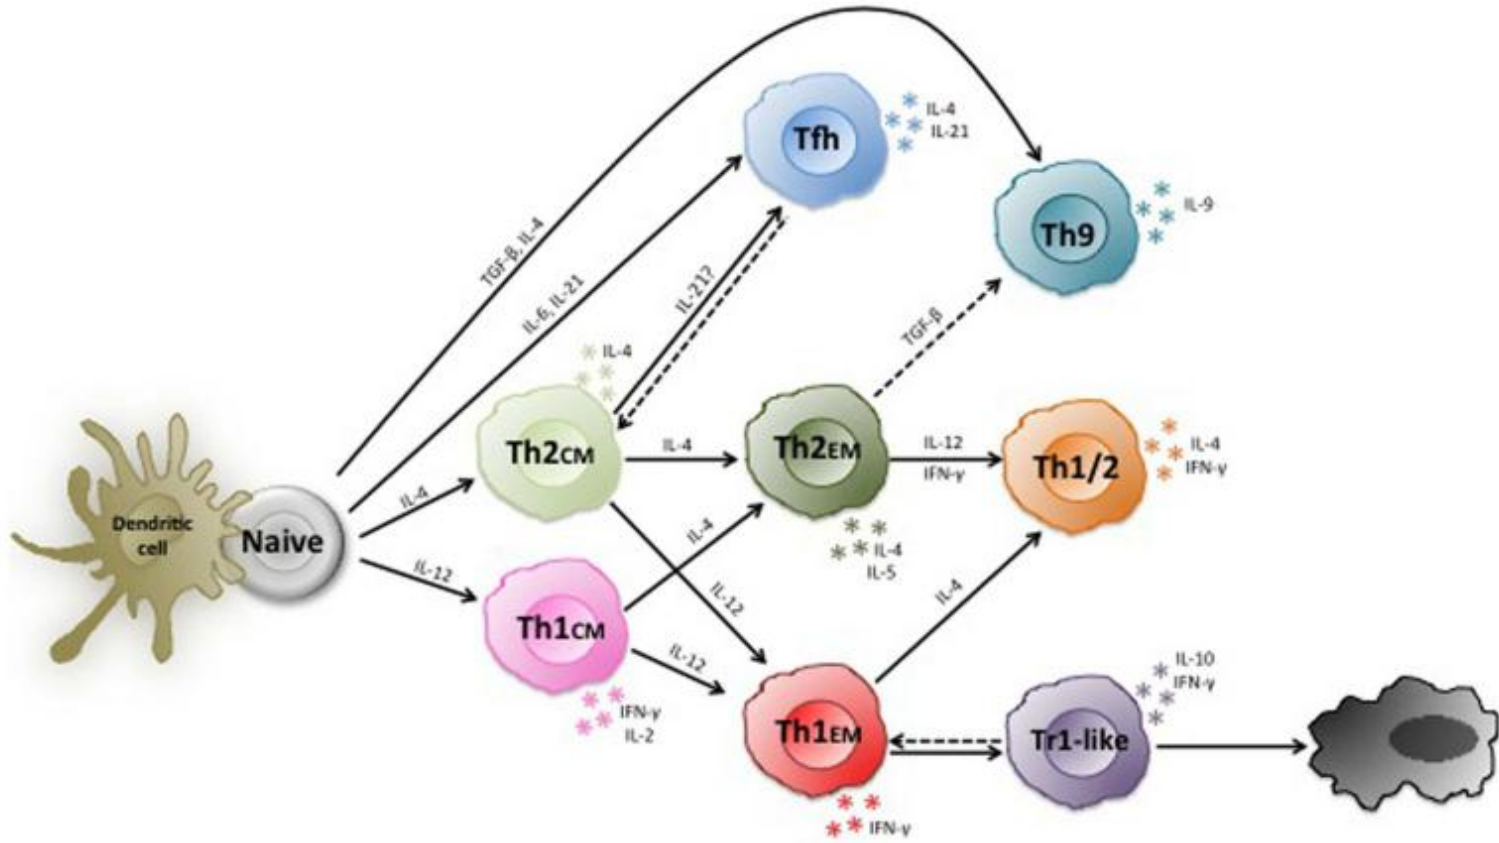 Tfh
IL-4
IL-21
Th9
IL-9
TGF-β, IL-4
IL-6, IL-21
IL-21?
TGF-β
IL-4
Th2CM
IL-4
Th2EM
IL-12
IFN-γ
Th1/2
IL-4
IFN-γ
Dendritic
cell
Naive
IL-4
IL-12
IL-4
IL-5
IL-4
IL-12
IL-4
Th1CM
IL-12
IFN-γ
IL-2
Th1EM
IFN-γ
Tr1-like
IL-10
IFN-γ